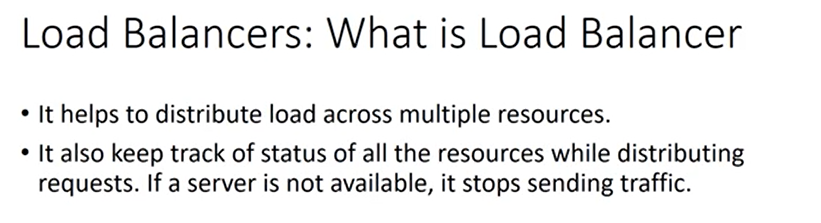 Load Balancers: What is Load Balancer
• It helps to distribute load across multiple resources.
• It also keep track of status of all the resources while distributing
requests. If a server is not available, it stops sending traffic.